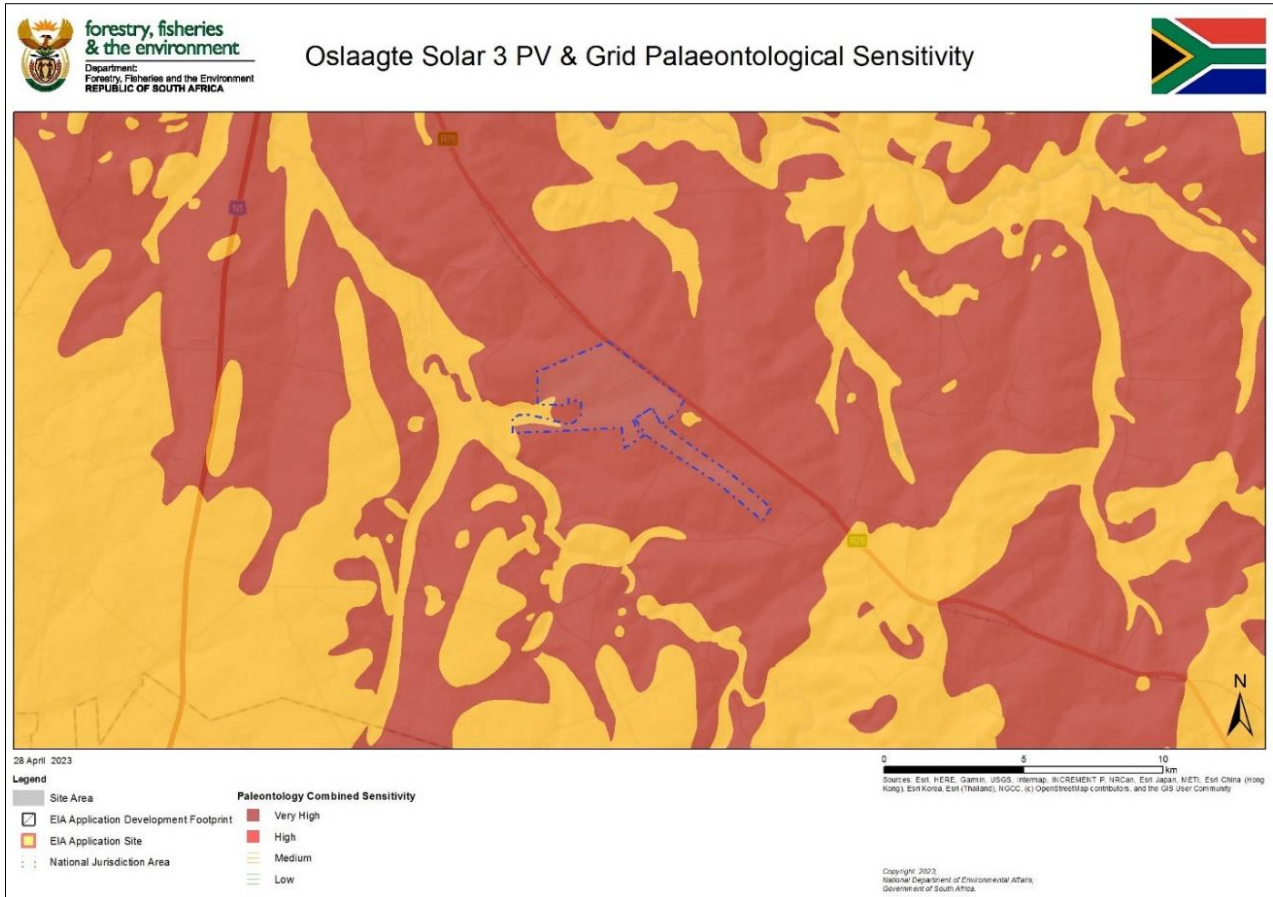 forestry, fisheries
& the environment
Department:
Forestry, Fisheries and the Environment
REPUBLIC OF SOUTH AFRICA
Oslaagte Solar 3 PV & Grid Palaeontological Sensitivity
R76
N1
R76
N
28 April 2023
Legend
Site Area
EIA Application Development Footprint
EIA Application Site
National Jurisdiction Area
Paleontology Combined Sensitivity
Very High
High
Medium
Low
0 5 10
km
Sources: Esri, HERE, Garmin, USGS, Intermap, INCREMENT P, NRCan, Esri Japan, METI, Esri China (Hong
Kong), Esri Korea, Esri (Thailand), NGCC, (c) OpenStreetMap contributors, and the GIS User Community
Copyright 2023,
National Department of Environmental Affairs,
Government of South Africa.